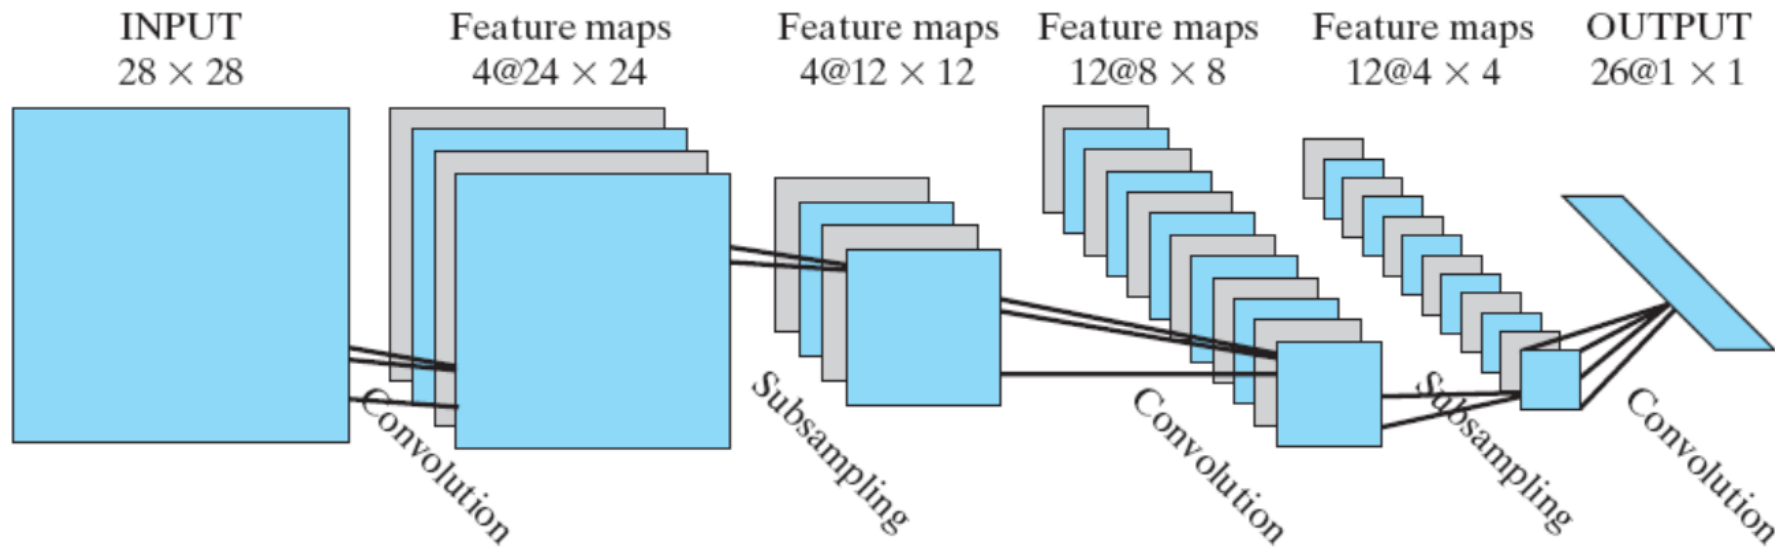 INPUT
28 × 28
Feature maps
4@24 × 24
Feature maps
4@12 × 12
Feature maps
12@8 × 8
Feature maps
12@4 × 4
OUTPUT
26@1 × 1
Convolution
Subsampling
Convolution
Subsampling
Convolution